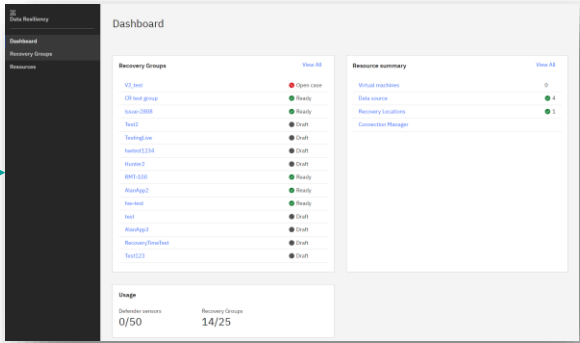 Data Resiliency
Dashboard
Recovery Groups
Resources
Dashboard
Recovery Groups View All
V2_test Open case
CR-test-group Ready
Issue-2808 Ready
Test2 Draft
TestingLive Draft
hwtest1234 Draft
Hunter2 Draft
RMT-S30 Ready
AlanApp2 Ready
hw-test Ready
test Draft
AlanApp3 Draft
RecoveryTimeTest Draft
Test123 Draft
Resource summary View All
Virtual machines 0
Data source 4
Recovery Locations 1
Connection Manager
Usage
Defender sensors Recovery Groups
0/50 14/25